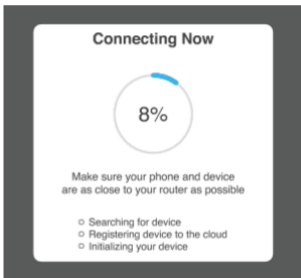 Connecting Now
8%
Make sure your phone and device
are as close to your router as possible
Searching for device
Registering device to the cloud
Initializing your device